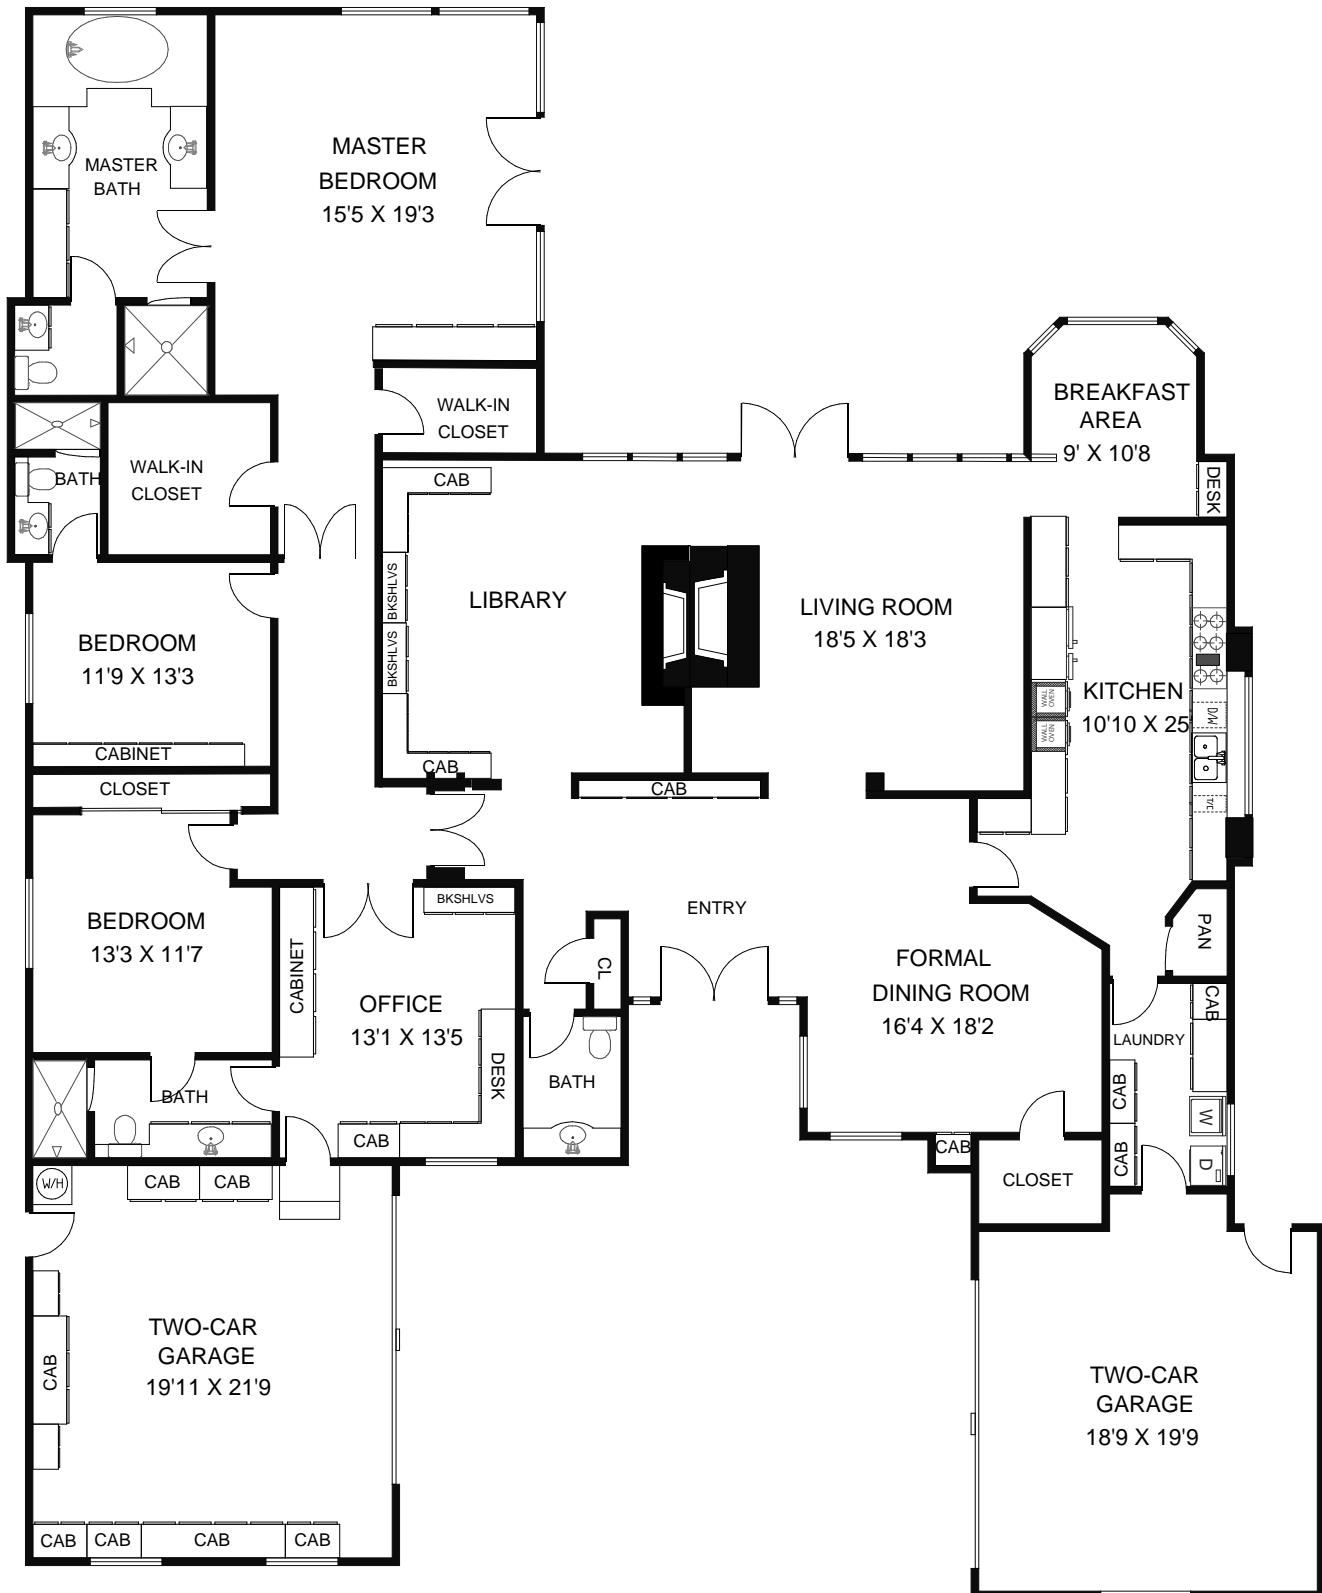 MASTER
BATH
MASTER
BEDROOM
15'5 X 19'3
WALK-IN
CLOSET
BREAKFAST
AREA
9' X 10'8
DESK
BATH
WALK-IN
CLOSET
CAB
BKSHLVS
BKSHLVS
CAB
LIBRARY
LIVING ROOM
18'5 X 18'3
WALL
OVEN
WALL
OVEN
KITCHEN
10'10 X 25'
D/W
T/C
BEDROOM
11'9 X 13'3
CABINET
CLOSET
CAB
BEDROOM
13'3 X 11'7
CABINET
BKSHLVS
OFFICE
13'1 X 13'5
DESK
CAB
ENTRY
CL
BATH
FORMAL
DINING ROOM
16'4 X 18'2
PAN
CAB
LAUNDRY
CAB
CAB
W
D
CAB
CLOSET
BATH
W/H
CAB
CAB
TWO-CAR
GARAGE
19'11 X 21'9
CAB
CAB
CAB
CAB
CAB
TWO-CAR
GARAGE
18'9 X 19'9